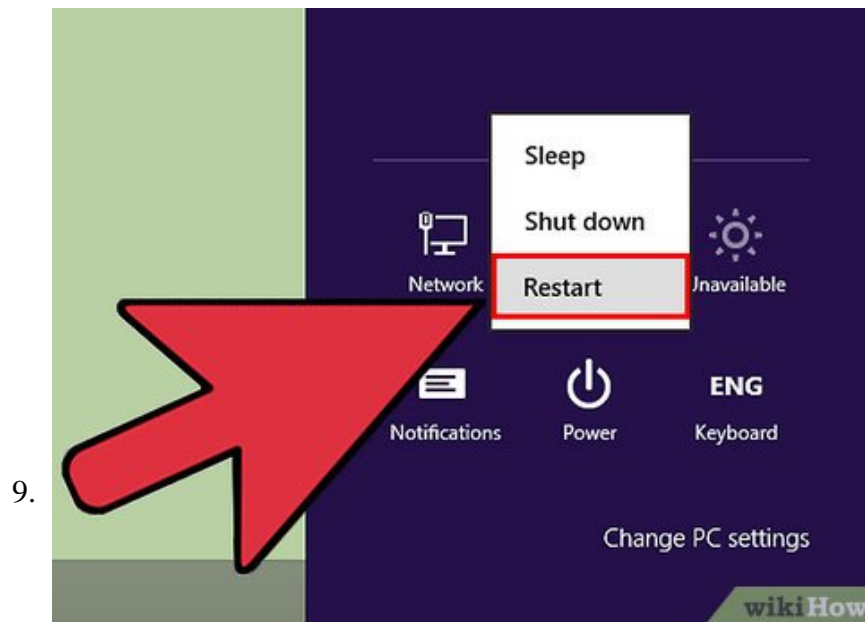 Sleep
Shut down
Restart
Network
Unavailable
Notifications
Power
ENG
Keyboard
Change PC settings
9.
wikiHow